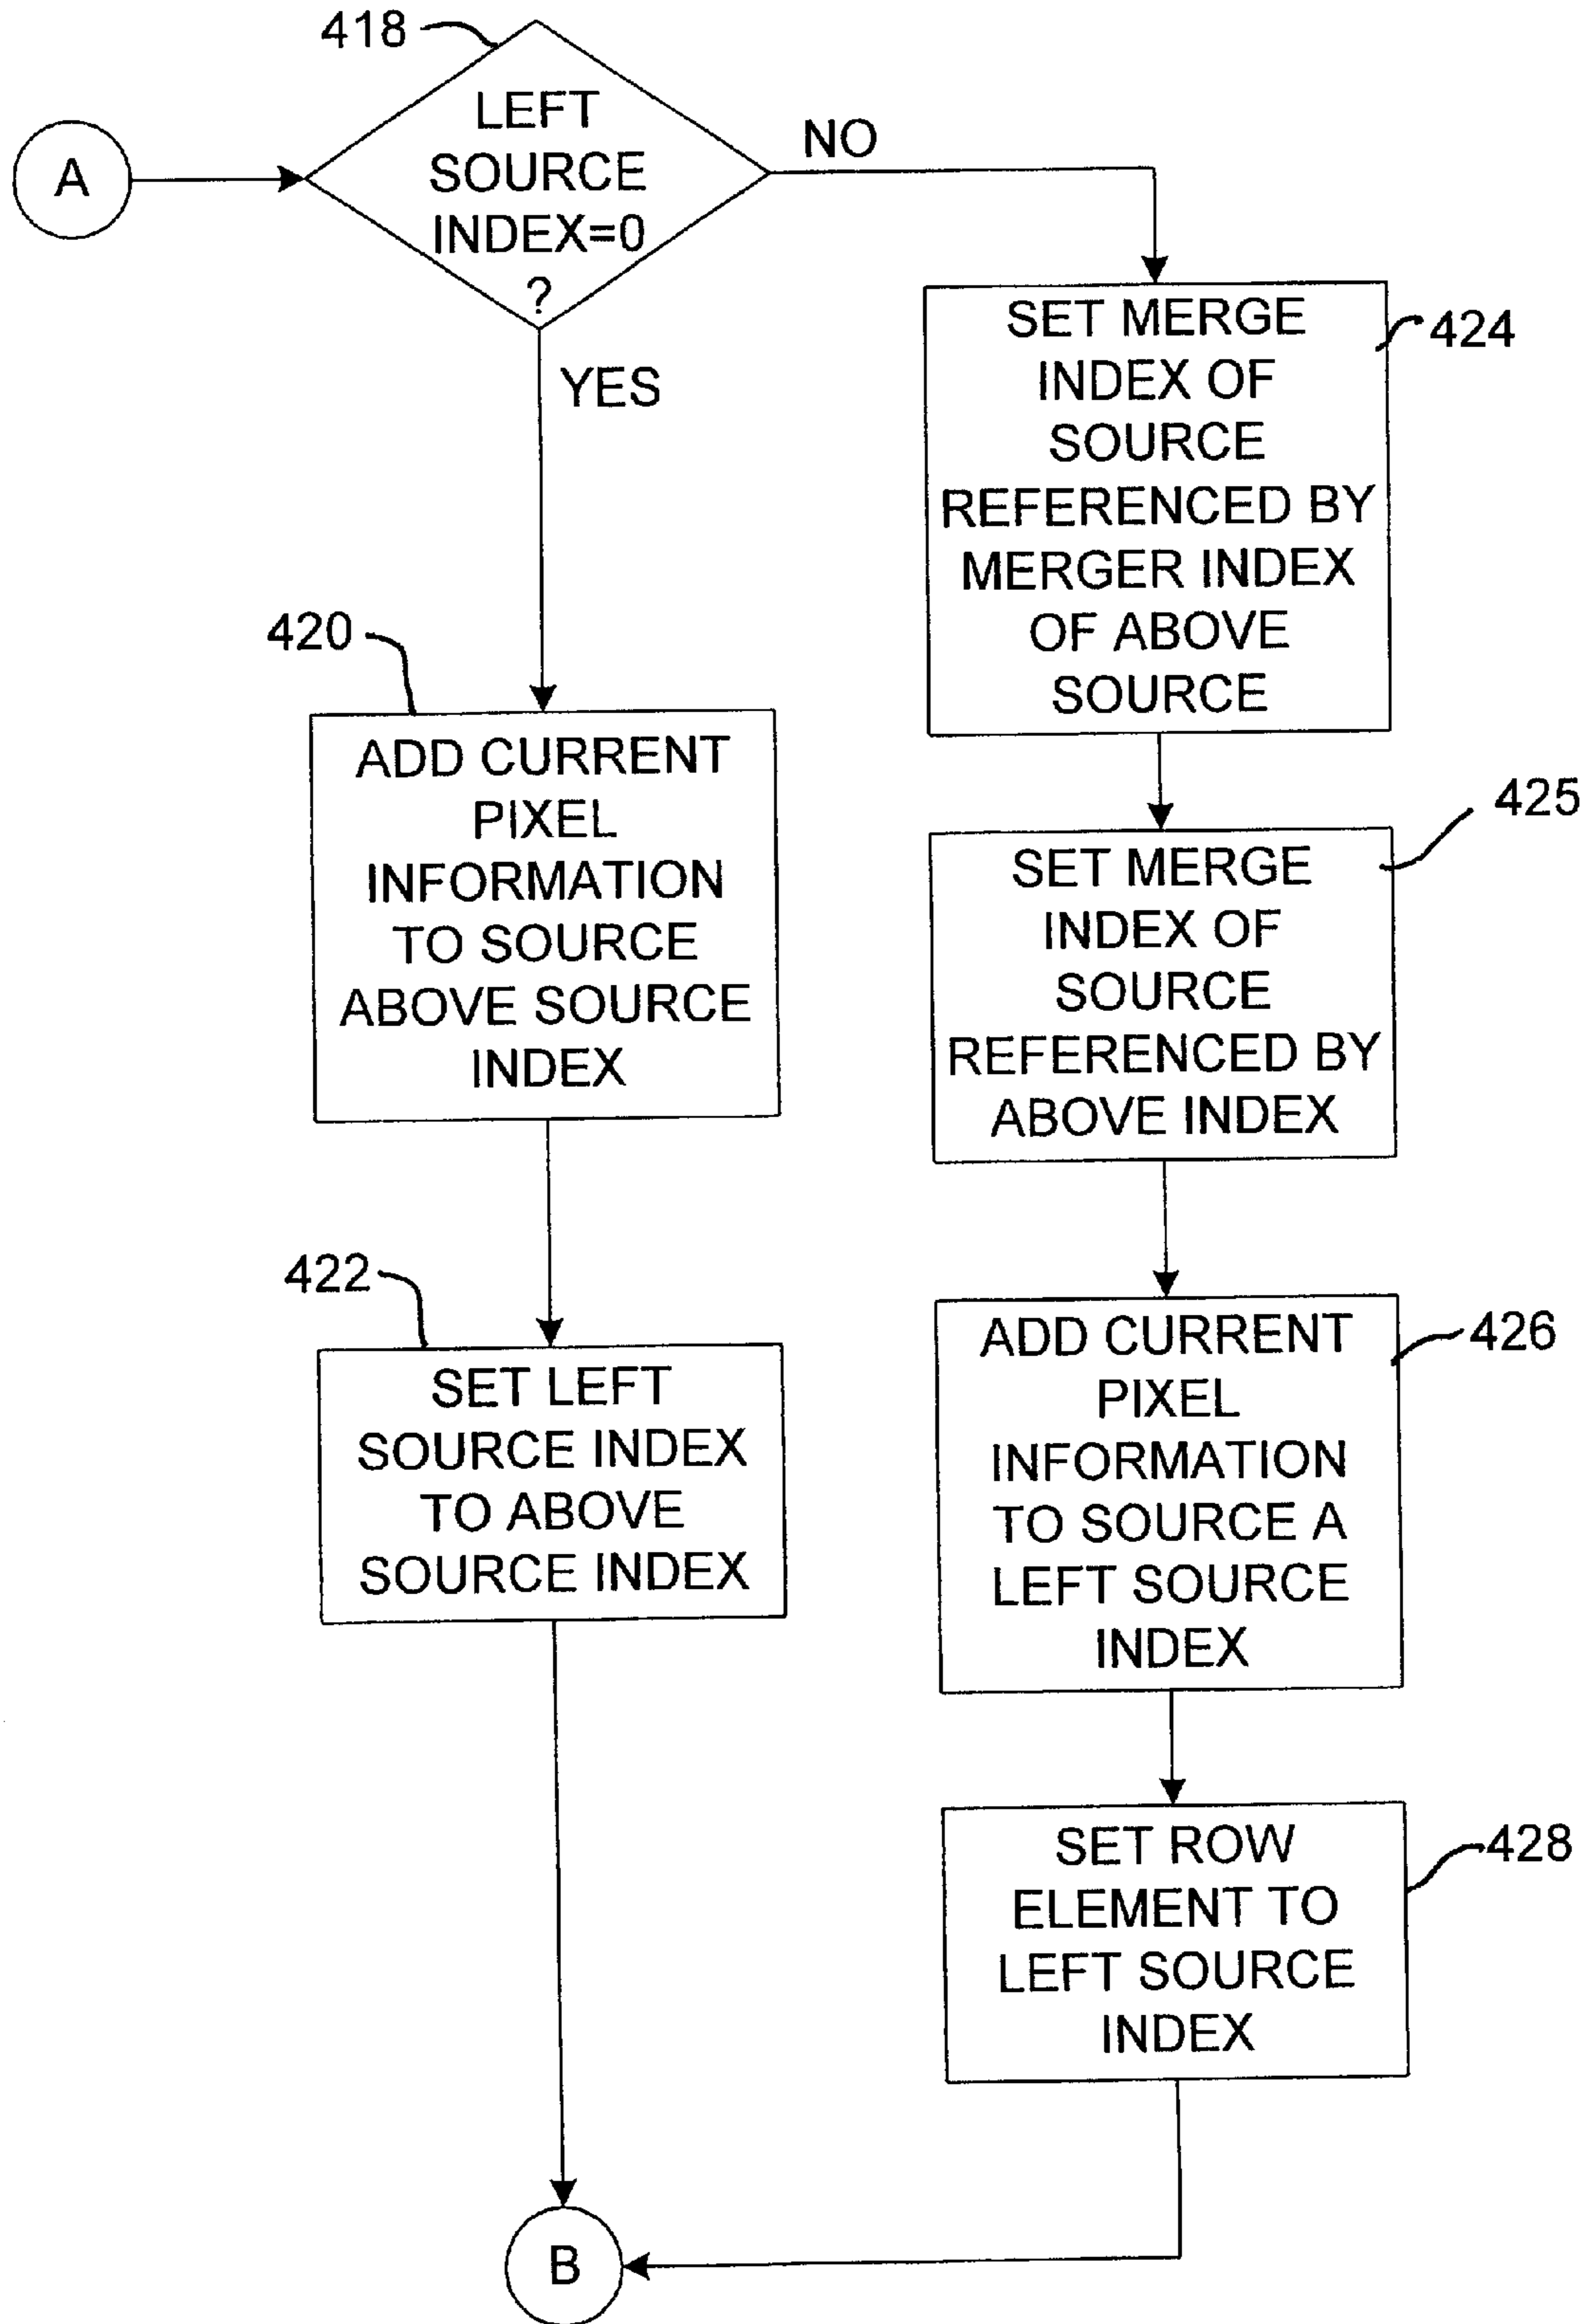 418
A
LEFT
SOURCE
INDEX=0
?
NO
YES
420
ADD CURRENT
PIXEL
INFORMATION
TO SOURCE
ABOVE SOURCE
INDEX
422
SET LEFT
SOURCE INDEX
TO ABOVE
SOURCE INDEX
424
SET MERGE
INDEX OF
SOURCE
REFERENCED BY
MERGER INDEX
OF ABOVE
SOURCE
425
SET MERGE
INDEX OF
SOURCE
REFERENCED BY
ABOVE INDEX
426
ADD CURRENT
PIXEL
INFORMATION
TO SOURCE A
LEFT SOURCE
INDEX
428
SET ROW
ELEMENT TO
LEFT SOURCE
INDEX
B